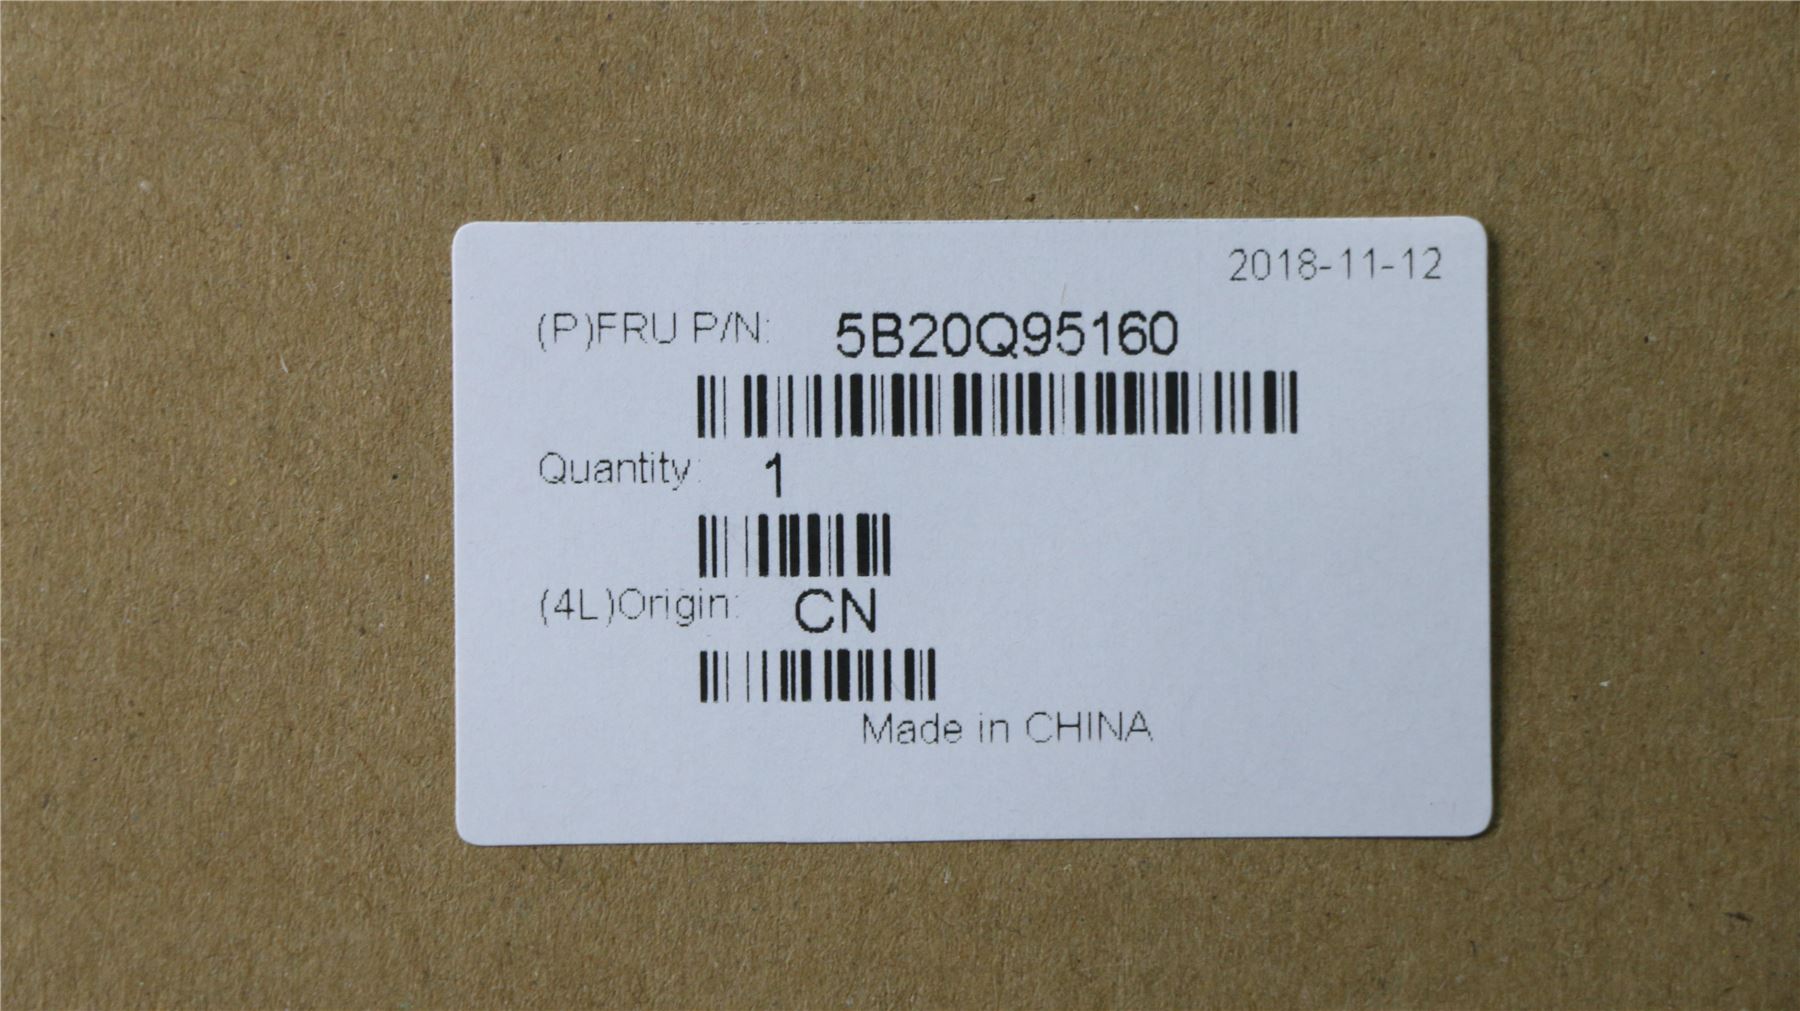 2018-11-12
(P)FRU P/N: 5B20Q95160
Quantity: 1
(4L)Origin: CN
Made in CHINA